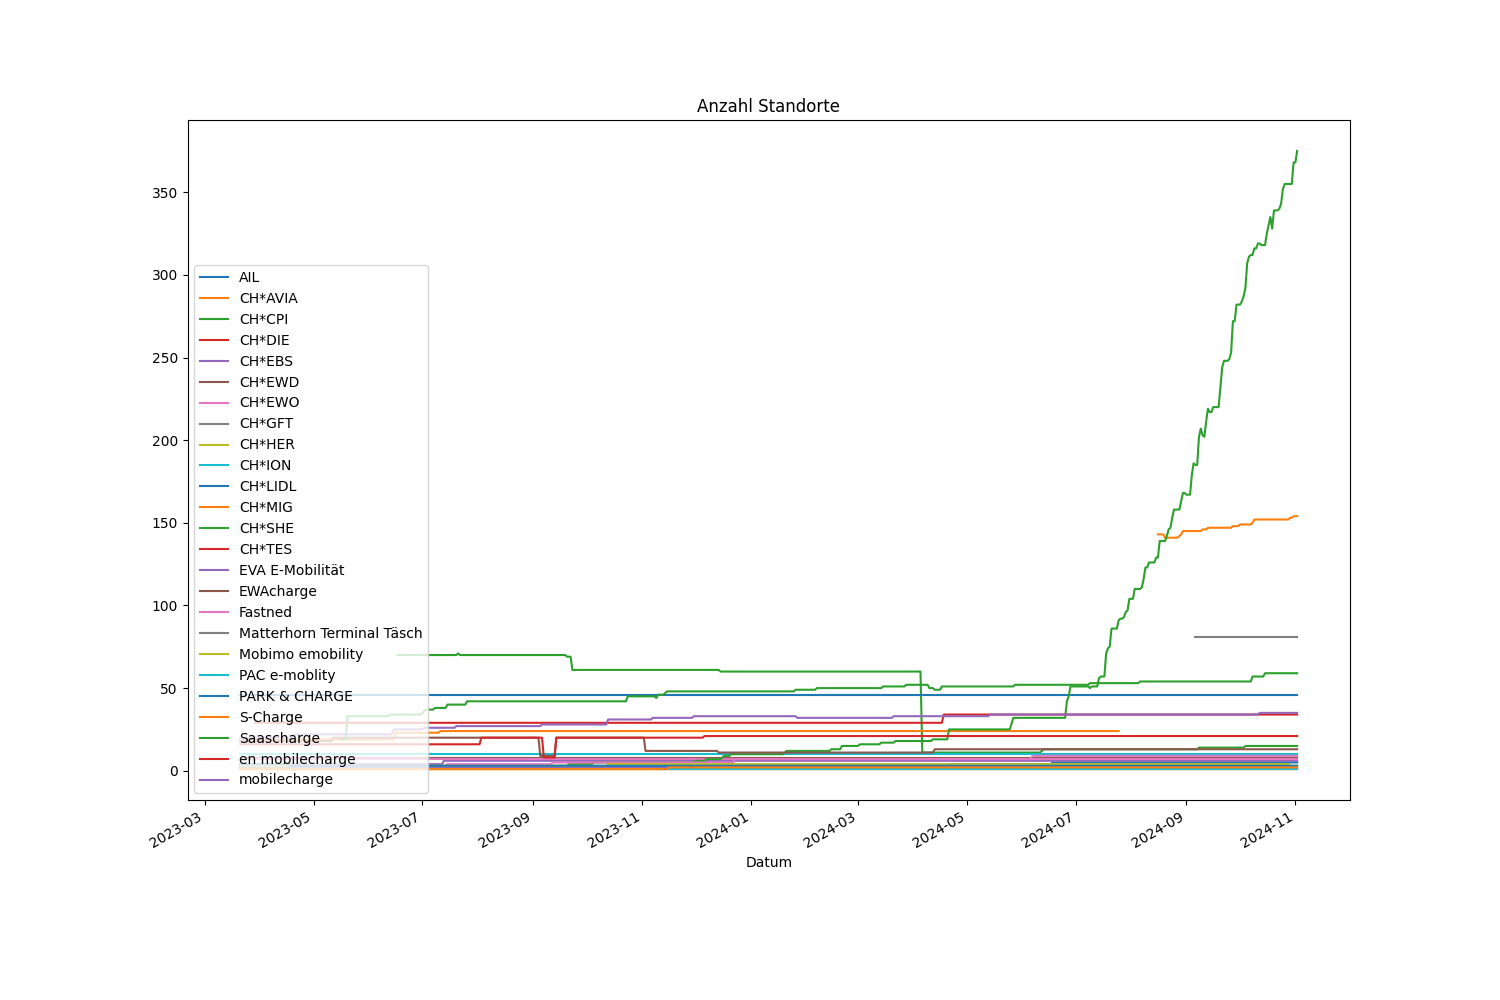 Anzahl Standorte
350
300
250
200
150
100
50
0
AIL
CH*AVIA
CH*CPI
CH*DIE
CH*EBS
CH*EWD
CH*EWO
CH*GFT
CH*HER
CH*ION
CH*LIDL
CH*MIG
CH*SHE
CH*TES
EVA E-Mobilität
EWAcharge
Fastned
Matterhorn Terminal Täsch
Mobimo emobility
PAC e-moblity
PARK & CHARGE
S-Charge
Saascharge
en mobilecharge
mobilecharge
2023-03
2023-05
2023-07
2023-09
2023-11
2024-01
2024-03
2024-05
2024-07
2024-09
2024-11
Datum